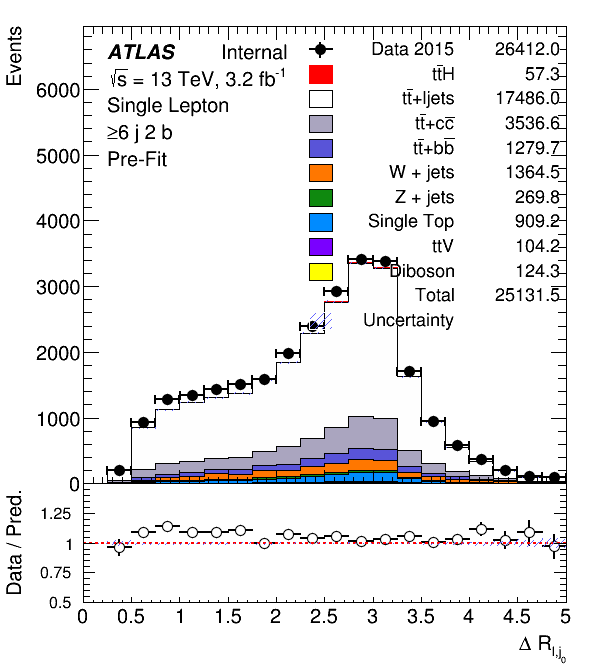 Events
ATLAS Internal
√s = 13 TeV, 3.2 fb⁻¹
Single Lepton
≥6 j 2 b
Pre-Fit
Data 2015 26412.0
tt̄H 57.3
tt̄+ljets 17486.0
tt̄+cc̄ 3536.6
tt̄+bb̄ 1279.7
W + jets 1364.5
Z + jets 269.8
Single Top 909.2
ttV 104.2
Diboson 124.3
Total 25131.5
Uncertainty
6000
5000
4000
3000
2000
1000
0
Data / Pred.
1.25
1
0.75
0.5
0 0.5 1 1.5 2 2.5 3 3.5 4 4.5 5
Δ R_l,j₀